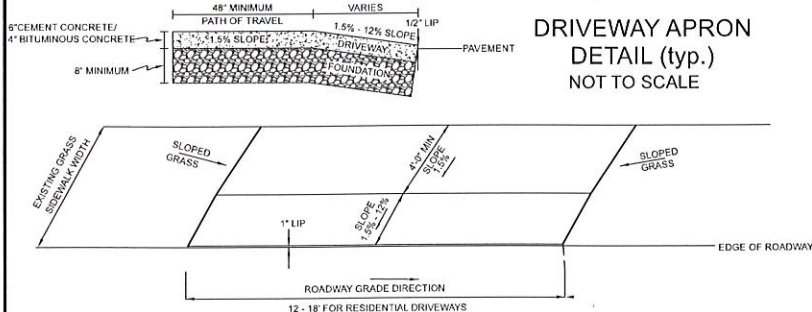 48" MINIMUM
PATH OF TRAVEL
VARIES
1.5% - 12% SLOPE
1/2" LIP
6"CEMENT CONCRETE/
4" BITUMINOUS CONCRETE
1.5% SLOPE
DRIVEWAY
PAVEMENT
8" MINIMUM
FOUNDATION
DRIVEWAY APRON
DETAIL (typ.)
NOT TO SCALE
EXISTING GRASS
SIDEWALK WIDTH
SLOPED
GRASS
4'-0" MIN
SLOPE
1.5%
SLOPED
GRASS
1" LIP
SLOPE
1.5% - 12%
EDGE OF ROADWAY
ROADWAY GRADE DIRECTION
12 - 18' FOR RESIDENTIAL DRIVEWAYS